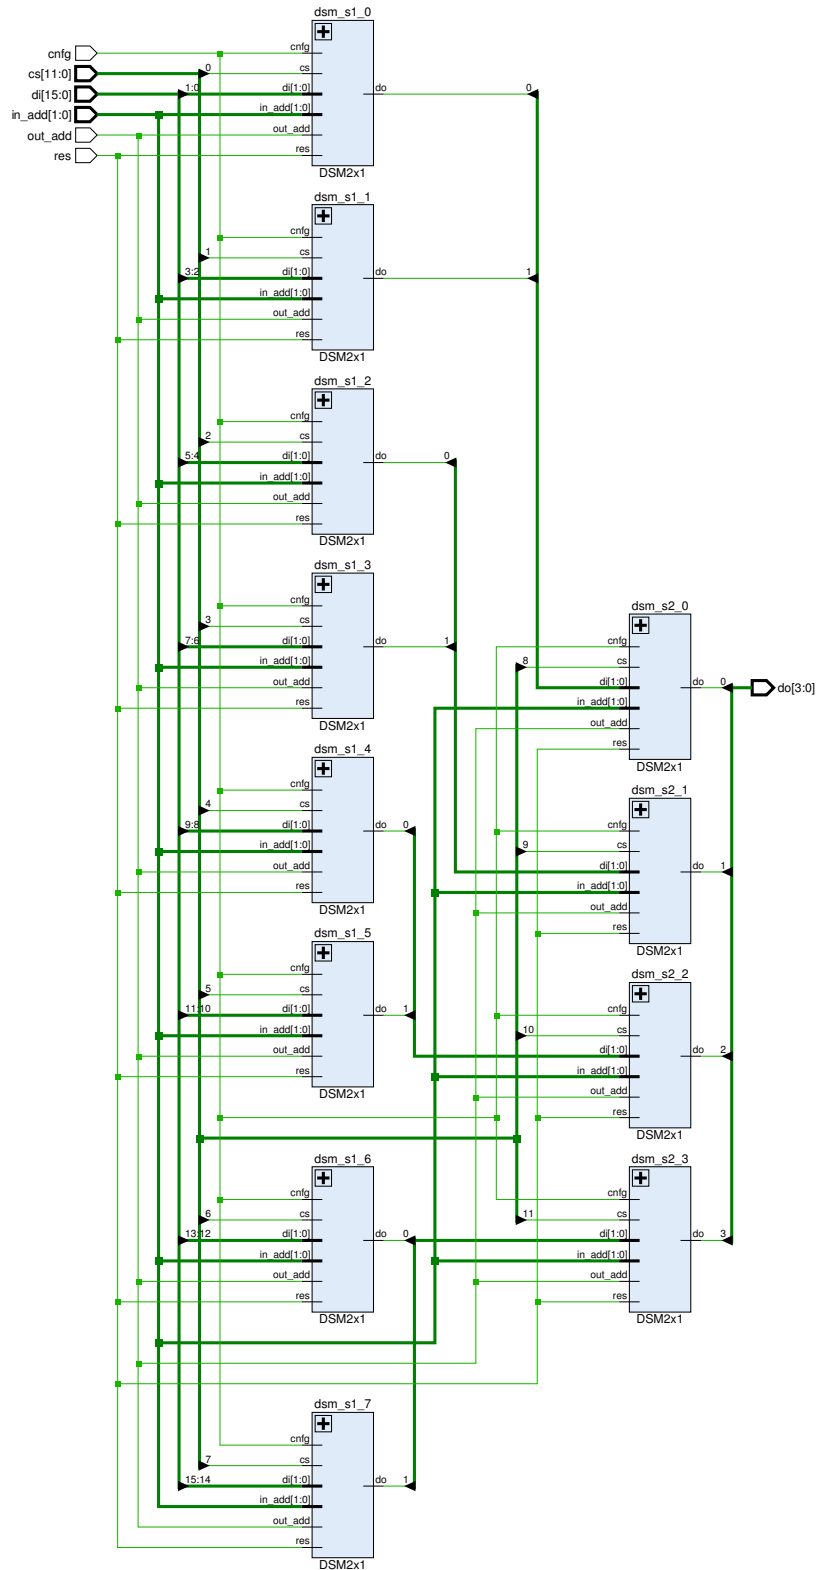 dsm_s1_0
cnfg
cs[11:0]
di[15:0]
in_add[1:0]
out_add
res
cnfg
0
cs
1:0
di[1:0]
in_add[1:0]
out_add
res
do
0
DSM2x1
dsm_s1_1
cnfg
1
cs
3:2
di[1:0]
in_add[1:0]
out_add
res
do
1
DSM2x1
dsm_s1_2
cnfg
2
cs
5:4
di[1:0]
in_add[1:0]
out_add
res
do
0
DSM2x1
dsm_s1_3
cnfg
3
cs
7:6
di[1:0]
in_add[1:0]
out_add
res
do
1
DSM2x1
dsm_s2_0
cnfg
8
cs
di[1:0]
in_add[1:0]
out_add
res
do
0
do[3:0]
DSM2x1
dsm_s1_4
cnfg
4
cs
9:8
di[1:0]
in_add[1:0]
out_add
res
do
0
DSM2x1
dsm_s2_1
cnfg
9
cs
di[1:0]
in_add[1:0]
out_add
res
do
1
DSM2x1
dsm_s1_5
cnfg
5
cs
11:10
di[1:0]
in_add[1:0]
out_add
res
do
1
DSM2x1
dsm_s2_2
cnfg
10
cs
di[1:0]
in_add[1:0]
out_add
res
do
2
DSM2x1
dsm_s1_6
cnfg
6
cs
13:12
di[1:0]
in_add[1:0]
out_add
res
do
0
DSM2x1
dsm_s2_3
cnfg
11
cs
di[1:0]
in_add[1:0]
out_add
res
do
3
DSM2x1
dsm_s1_7
cnfg
7
cs
15:14
di[1:0]
in_add[1:0]
out_add
res
do
1
DSM2x1